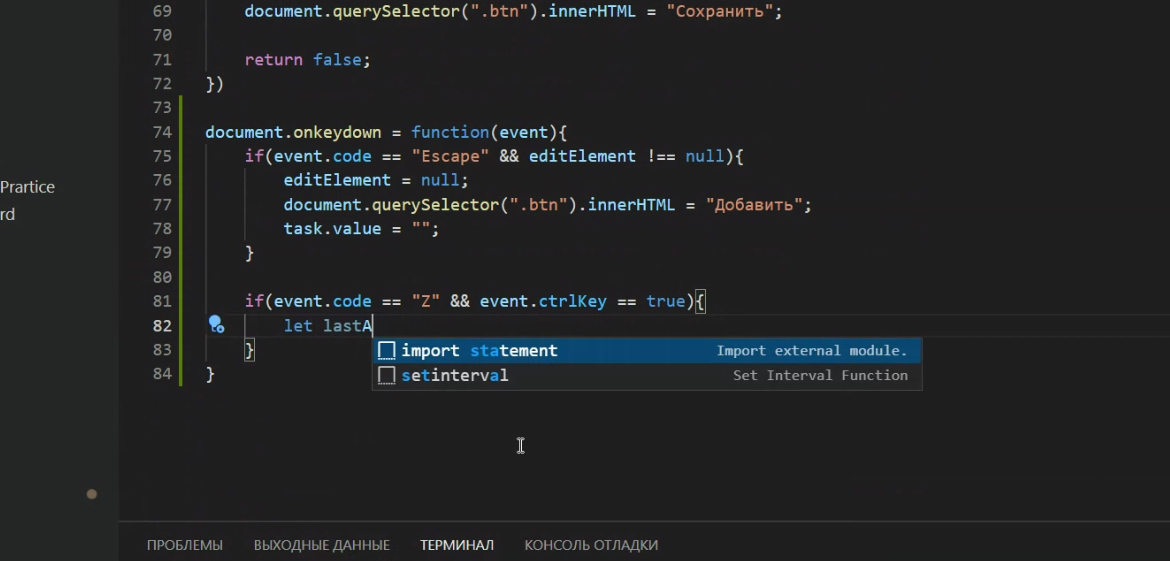 69 document.querySelector(".btn").innerHTML = "Сохранить";
70
71 return false;
72 })
73
Prartice
rd
74 document.onkeydown = function(event){
75 if(event.code == "Escape" && editElement !== null){
76 editElement = null;
77 document.querySelector(".btn").innerHTML = "Добавить";
78 task.value = "";
79 }
80
81 if(event.code == "Z" && event.ctrlKey == true){
82 let lastA
import statement Import external module.
setinterval Set Interval Function
83 }
84 }
ПРОБЛЕМЫ ВЫХОДНЫЕ ДАННЫЕ ТЕРМИНАЛ КОНСОЛЬ ОТЛАДКИ